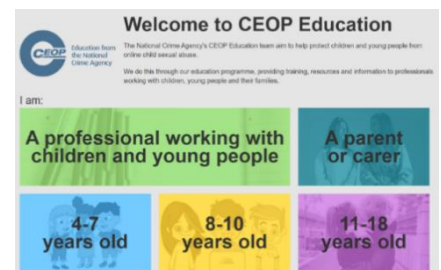 Welcome to CEOP Education
CEOP
Education from
the National
Crime Agency
The National Crime Agency's CEOP Education team aim to help protect children and young people from
online child sexual abuse.
We do this through our education programme, providing training, resources and information to professionals
working with children, young people and their families.
I am:
A professional working with
children and young people
A parent
or carer
4-7
years old
8-10
years old
11-18
years old